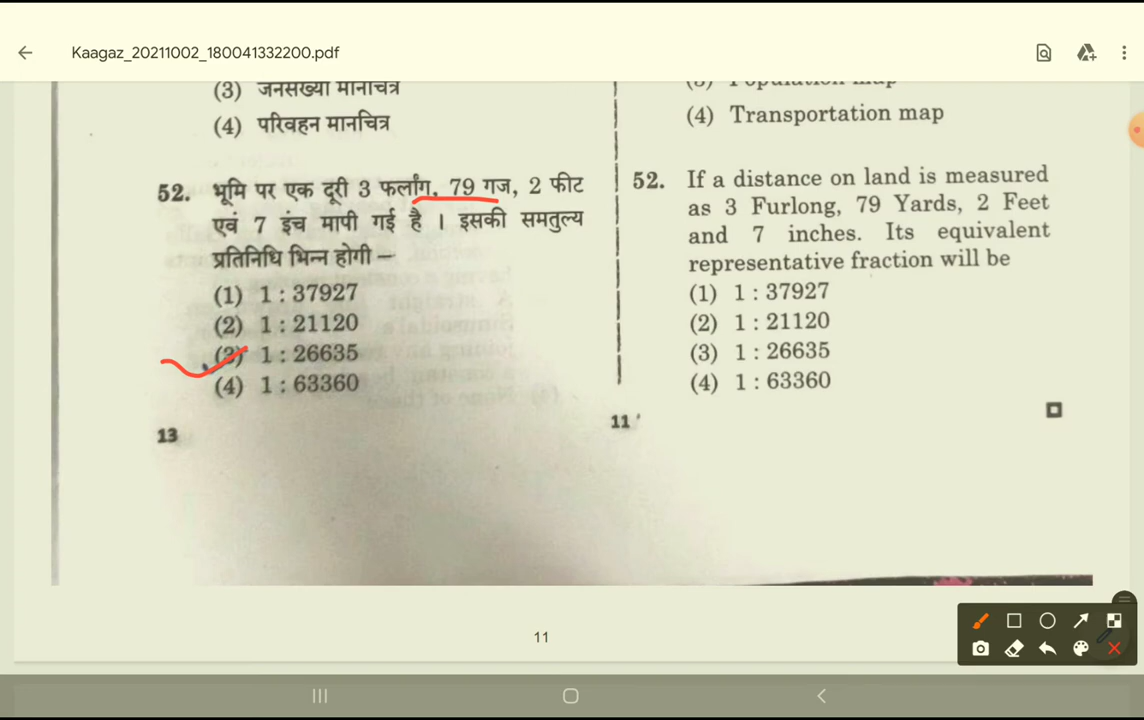 Kaagaz_20211002_180041332200.pdf
(3) जनसंख्या मानचित्र
(4) परिवहन मानचित्र
52. भूमि पर एक दूरी 3 फर्लांग, 79 गज, 2 फीट
एवं 7 इंच मापी गई है । इसकी समतुल्य
प्रतिनिधि भिन्न होगी –
(1) 1 : 37927
(2) 1 : 21120
(3) 1 : 26635
(4) 1 : 63360
13
(3) Population map
(4) Transportation map
52. If a distance on land is measured
as 3 Furlong, 79 Yards, 2 Feet
and 7 inches. Its equivalent
representative fraction will be
(1) 1 : 37927
(2) 1 : 21120
(3) 1 : 26635
(4) 1 : 63360
11
11